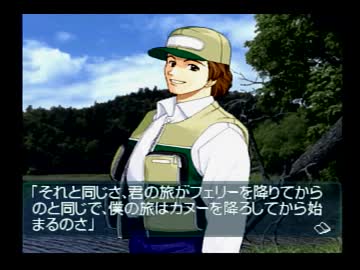 「それと同じさ、君の旅がフェリーを降りてから
のと同じで、僕の旅はカヌーを降ろしてから始
まるのさ」